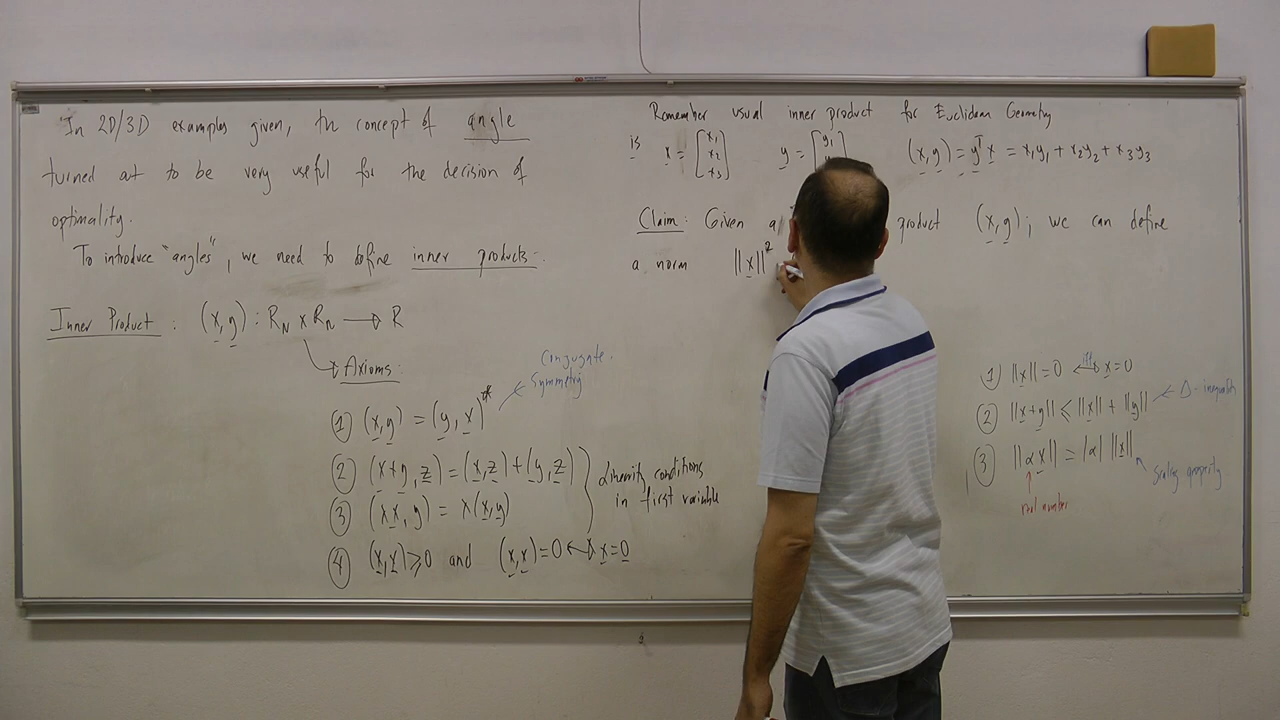 In 2D/3D examples given, the concept of angle
turned at to be very useful for the decision of
optimality.
To introduce "angles", we need to define inner products.
Inner Product : (x,y) : R_N x R_N → R
Axioms:
① (x,y) = (y,x)*
Conjugate
Symmetry
② (x+y,z) = (x,z)+(y,z)
③ (λx,y) = λ(x,y)
linearity conditions
in first variable
④ (x,x) ≥ 0 and (x,x)=0 ↔ x=0
Remember usual inner product for Euclidean Geometry
is x = [x1 x2 x3] y = [y1 (x,y) = y^T x = x1y1 + x2y2 + x3y3
Claim: Given a product (x,y); we can define
a norm ||x||²
1) ||x||=0 iff x=0
② ||x+y|| ≤ ||x|| + ||y||
Δ-inequality
③ ||αx|| = |α| ||x||
Scaling property
real number